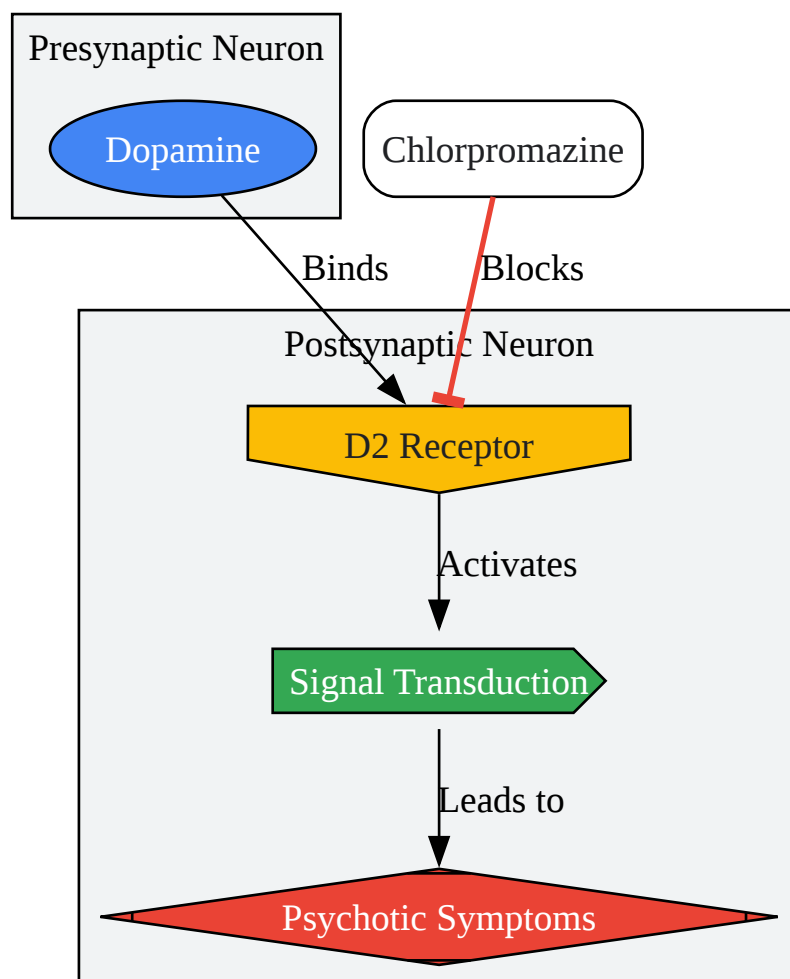 Presynaptic Neuron
Dopamine
Chlorpromazine
Binds
Blocks
Postsynaptic Neuron
D2 Receptor
Activates
Signal Transduction
Leads to
Psychotic Symptoms